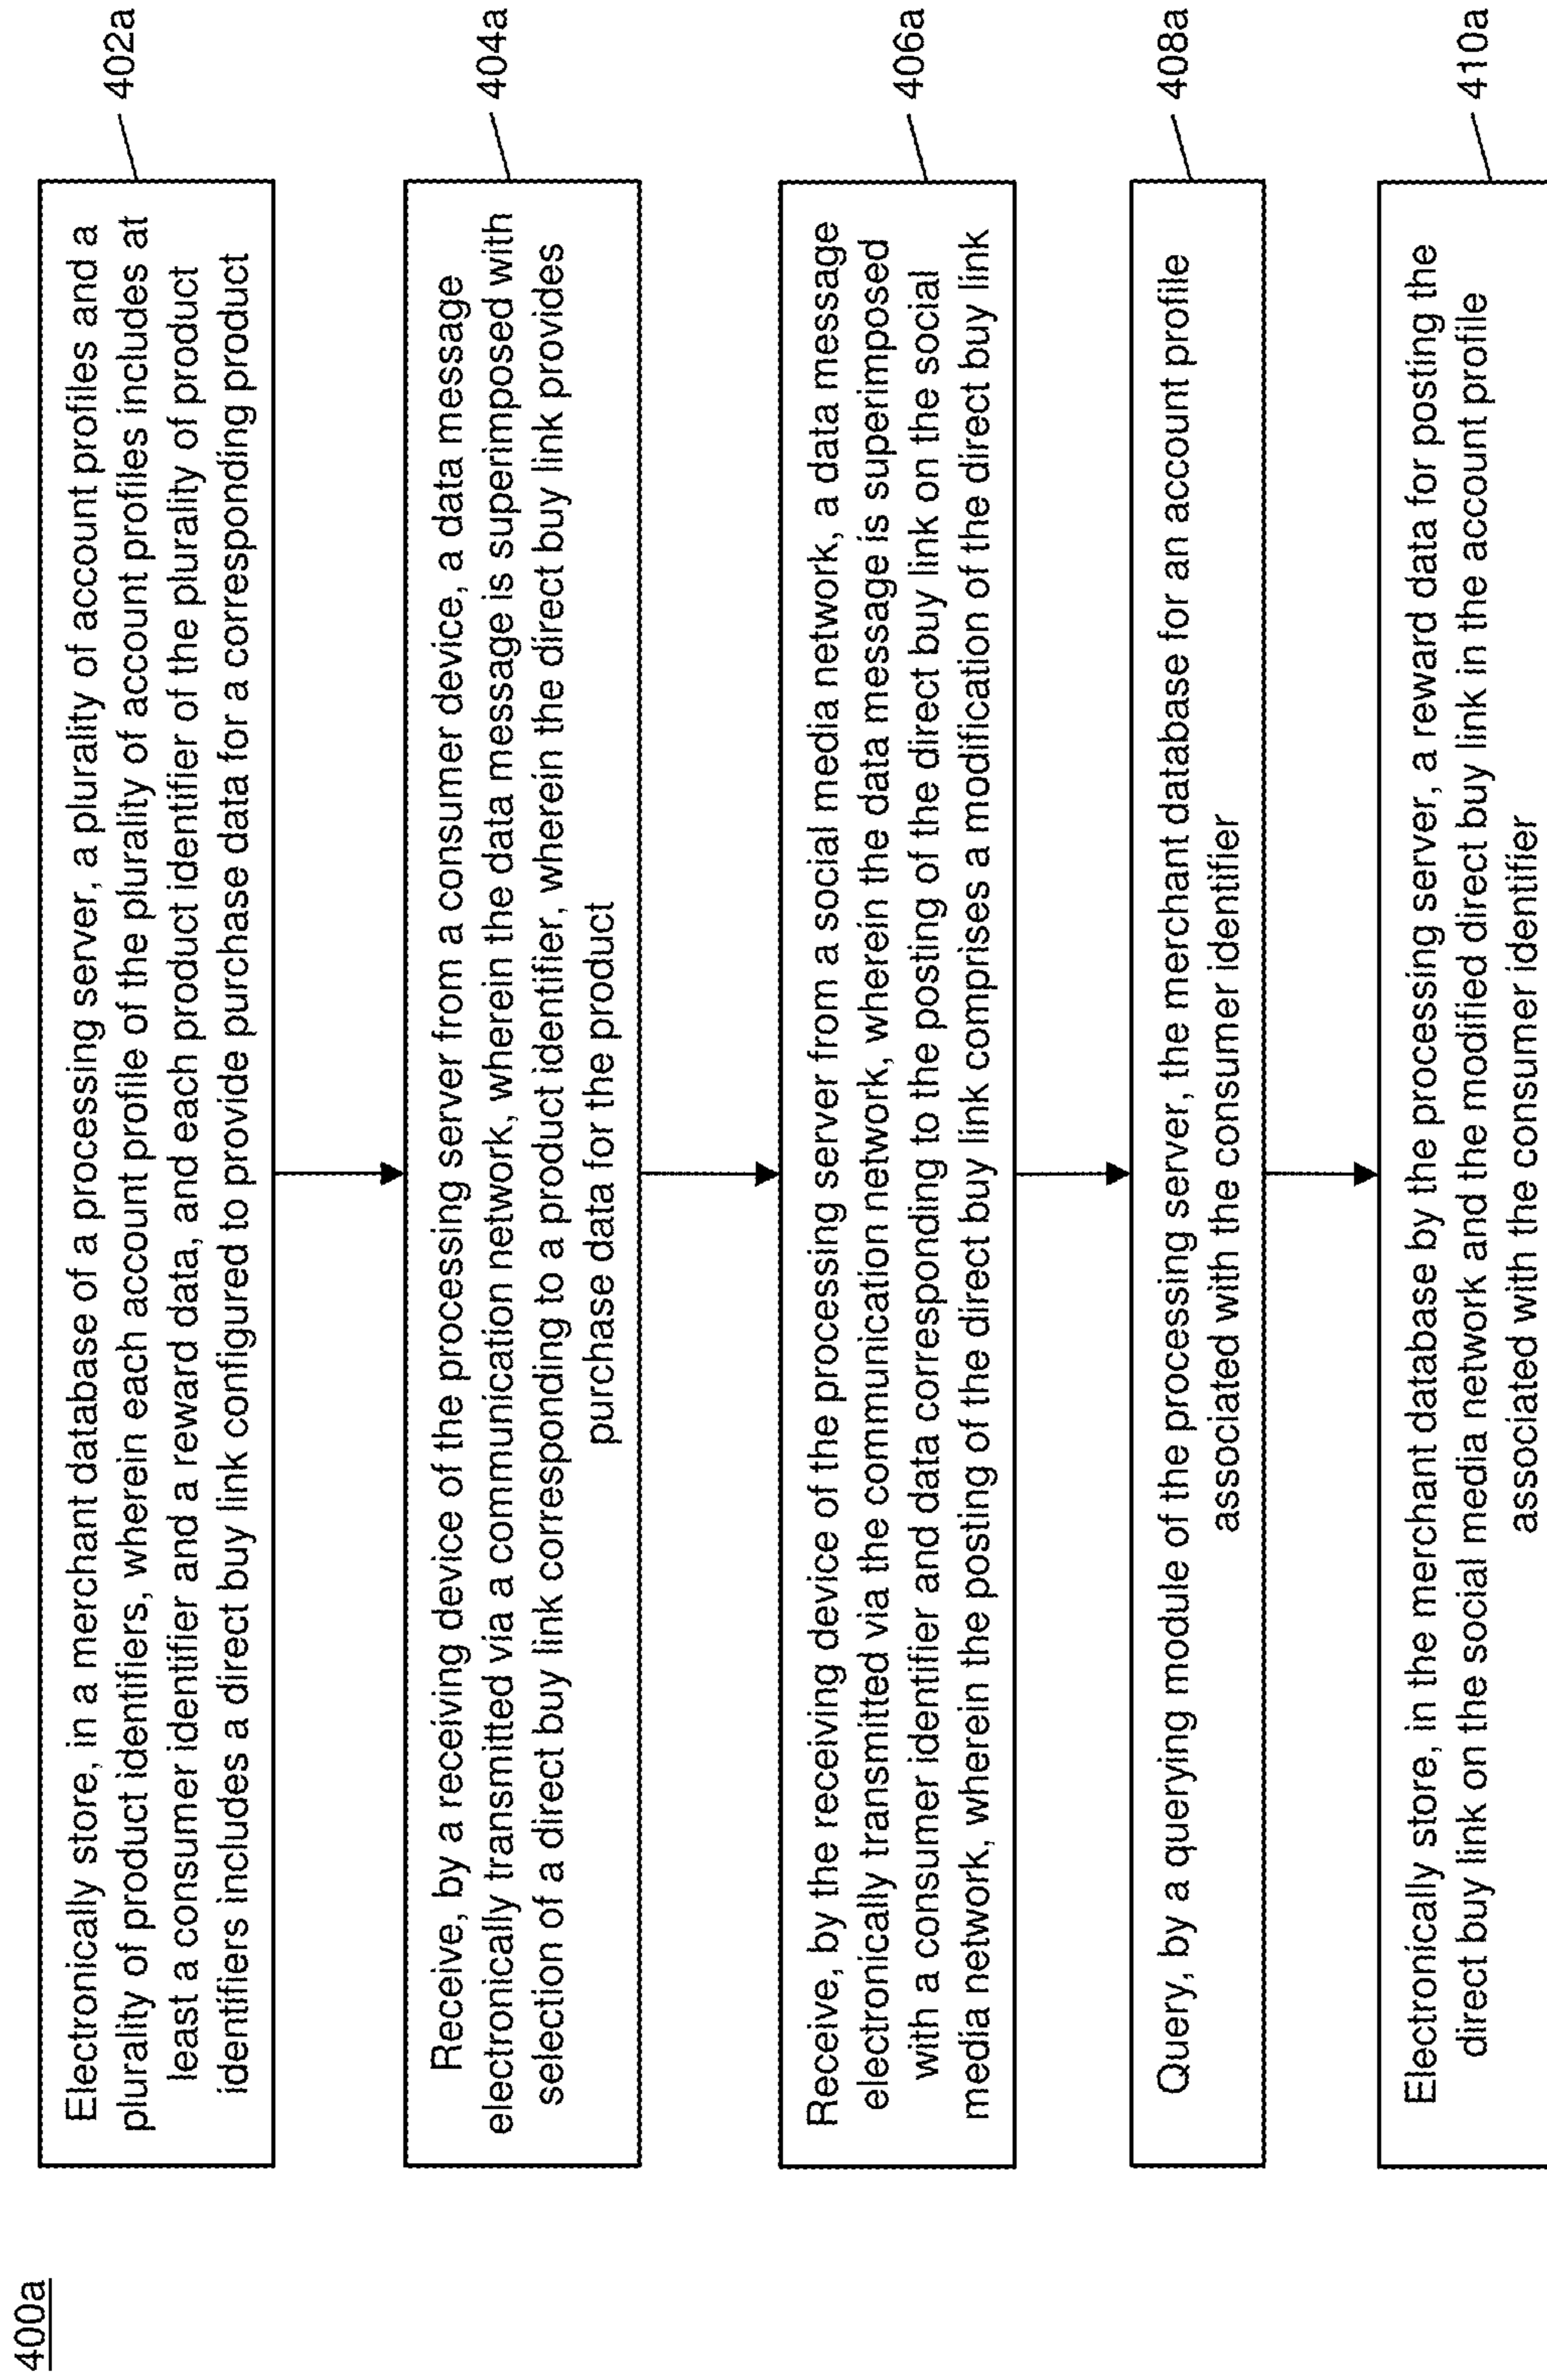 400a
Electronically store, in a merchant database of a processing server, a plurality of account profiles and a
plurality of product identifiers, wherein each account profile of the plurality of account profiles includes at
least a consumer identifier and a reward data, and each product identifier of the plurality of product
identifiers includes a direct buy link configured to provide purchase data for a corresponding product
402a
Receive, by a receiving device of the processing server from a consumer device, a data message
electronically transmitted via a communication network, wherein the data message is superimposed with
selection of a direct buy link corresponding to a product identifier, wherein the direct buy link provides
purchase data for the product
404a
Receive, by the receiving device of the processing server from a social media network, a data message
electronically transmitted via the communication network, wherein the data message is superimposed
with a consumer identifier and data corresponding to the posting of the direct buy link on the social
media network, wherein the posting of the direct buy link comprises a modification of the direct buy link
406a
Query, by a querying module of the processing server, the merchant database for an account profile
associated with the consumer identifier
408a
Electronically store, in the merchant database by the processing server, a reward data for posting the
direct buy link on the social media network and the modified direct buy link in the account profile
associated with the consumer identifier
410a